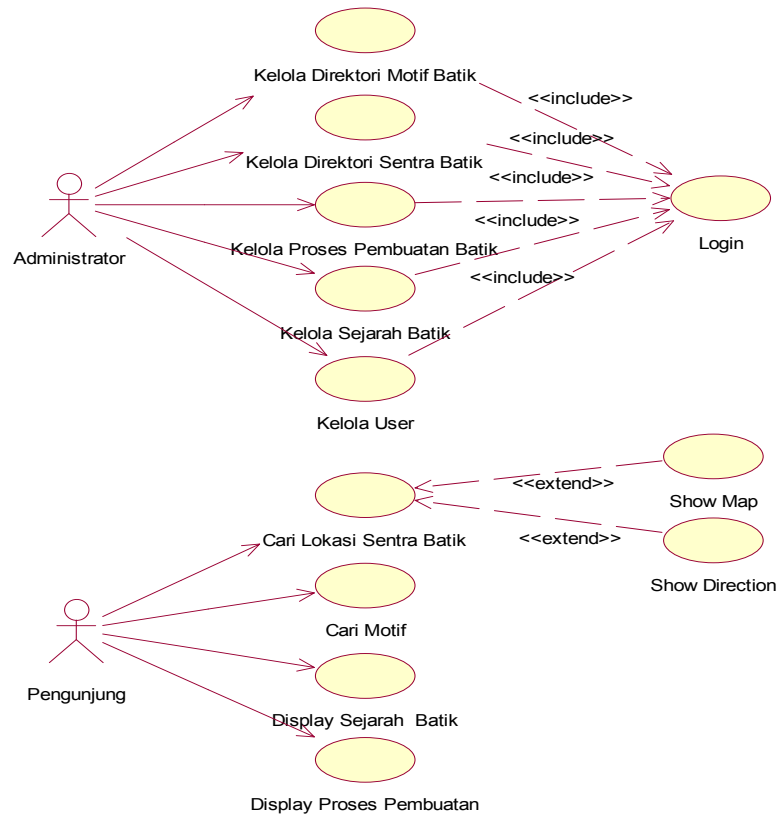 Kelola Direktori Motif Batik
<<include>>
<<include>>
Kelola Direktori Sentra Batik
<<include>>
<<include>>
Kelola Proses Pembuatan Batik
Login
Administrator
<<include>>
Kelola Sejarah Batik
Kelola User
<<extend>>
Show Map
Cari Lokasi Sentra Batik
<<extend>>
Show Direction
Cari Motif
Pengunjung
Display Sejarah Batik
Display Proses Pembuatan